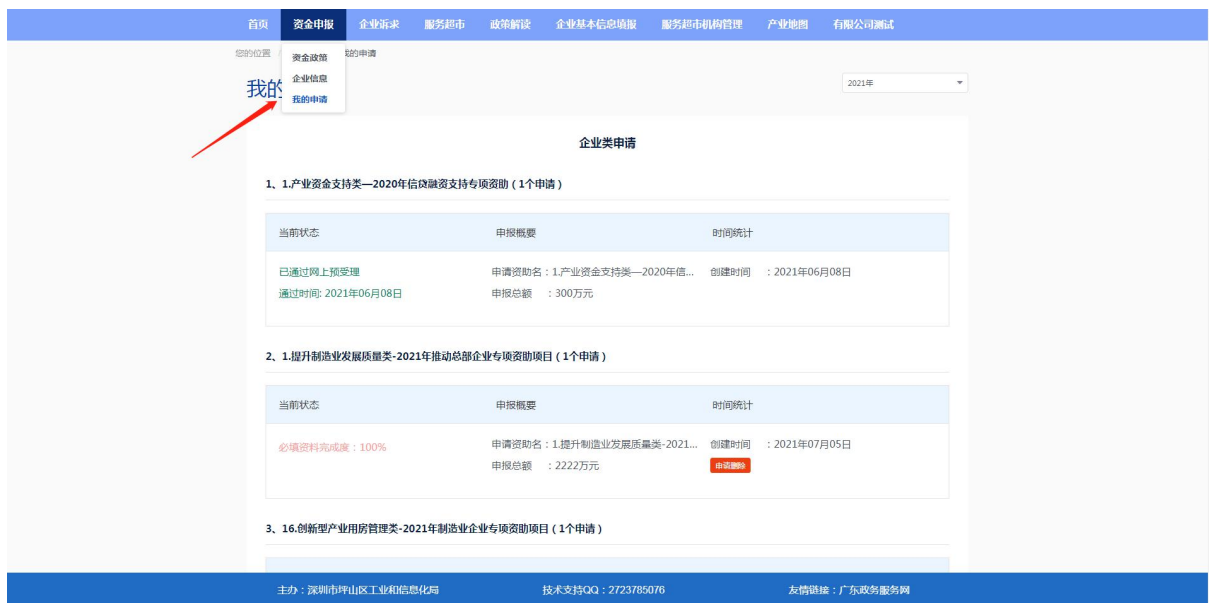 首页 资金申报 企业诉求 服务超市 政策解读 企业基本信息填报 服务超市机构管理 产业地图 有限公司测试
您的位置 我的申请
资金政策
企业信息
我的申请
我的
2021年
企业类申请
1、1.产业资金支持类—2020年信贷融资支持专项资助（1个申请）
当前状态 申报概要 时间统计
已通过网上预受理 申请资助名：1.产业资金支持类—2020年信... 创建时间 ：2021年06月08日
通过时间: 2021年06月08日 申报总额 ：300万元
2、1.提升制造业发展质量类-2021年推动总部企业专项资助项目（1个申请）
当前状态 申报概要 时间统计
必填资料完成度：100% 申请资助名：1.提升制造业发展质量类-2021... 创建时间 ：2021年07月05日
申报总额 ：2222万元 申请删除
3、16.创新型产业用房管理类-2021年制造业企业专项资助项目（1个申请）
主办：深圳市坪山区工业和信息化局 技术支持QQ：2723785076 友情链接：广东政务服务网